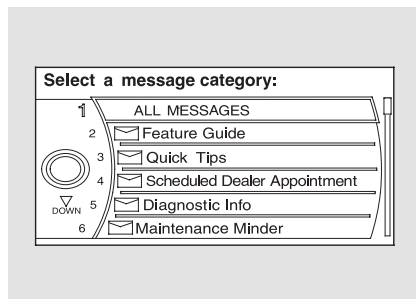 Select a message category:
1 ALL MESSAGES
2 Feature Guide
3 Quick Tips
4 Scheduled Dealer Appointment
DOWN 5 Diagnostic Info
6 Maintenance Minder